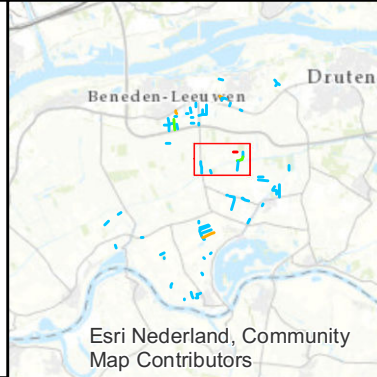 Druten
Beneden-Leeuwen
Esri Nederland, Community
Map Contributors